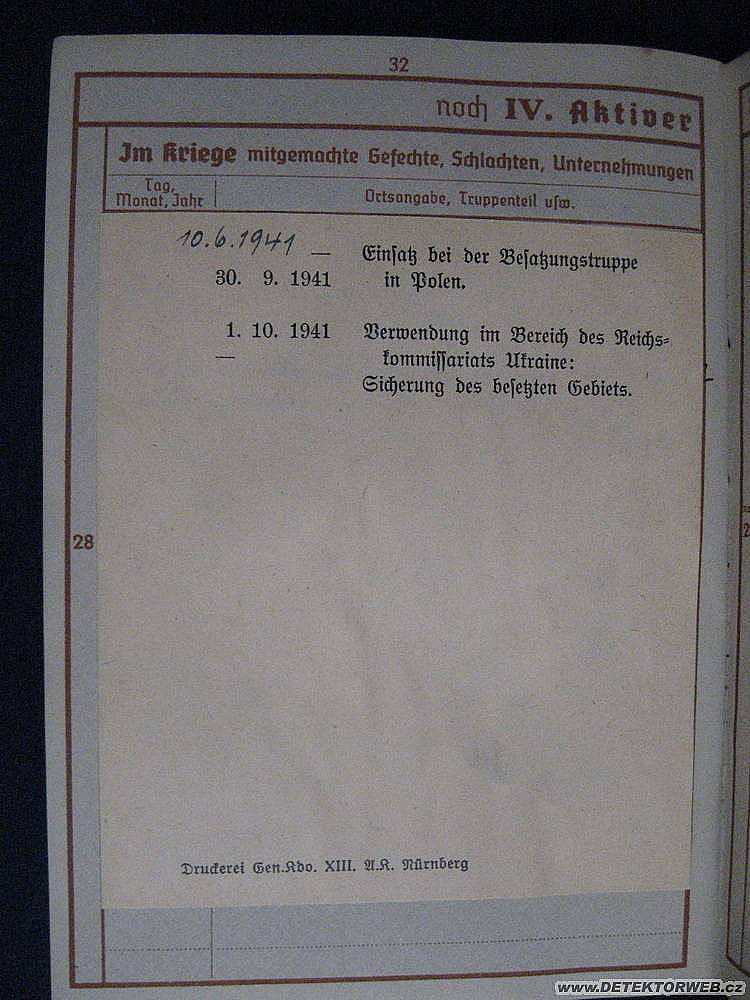 32
noch IV. Aktiver
Im Kriege mitgemachte Gefechte, Schlachten, Unternehmungen
Tag,
Monat, Jahr
Ortsangabe, Truppenteil usw.
10.6.1941 — Einsatz bei der Besatzungstruppe
30. 9. 1941 in Polen.
1. 10. 1941 Verwendung im Bereich des Reichs-
— kommissariats Ukraine:
Sicherung des besetzten Gebiets.
28
Druckerei Gen.Kdo. XIII. A.K. Nürnberg
www.DETEKTORWEB.cz